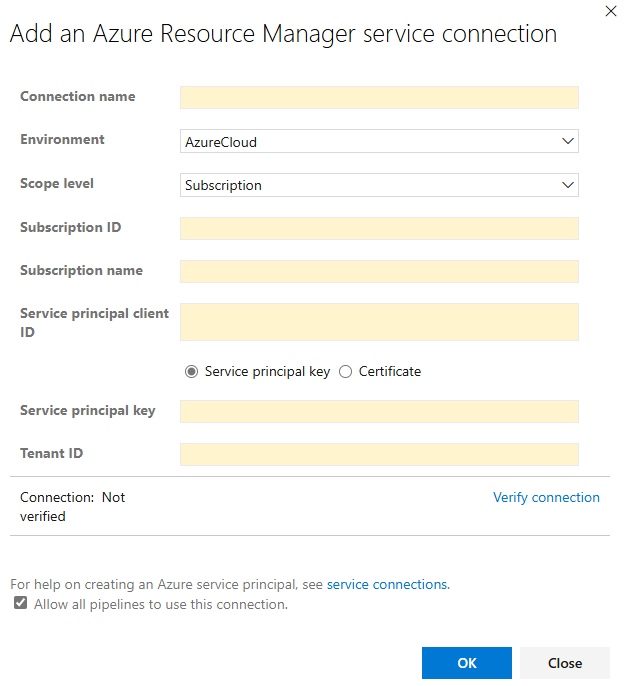 Add an Azure Resource Manager service connection
Connection name
Environment
AzureCloud
Scope level
Subscription
Subscription ID
Subscription name
Service principal client
ID
Service principal key Certificate
Service principal key
Tenant ID
Connection: Not
verified
Verify connection
For help on creating an Azure service principal, see service connections.
Allow all pipelines to use this connection.
OK Close